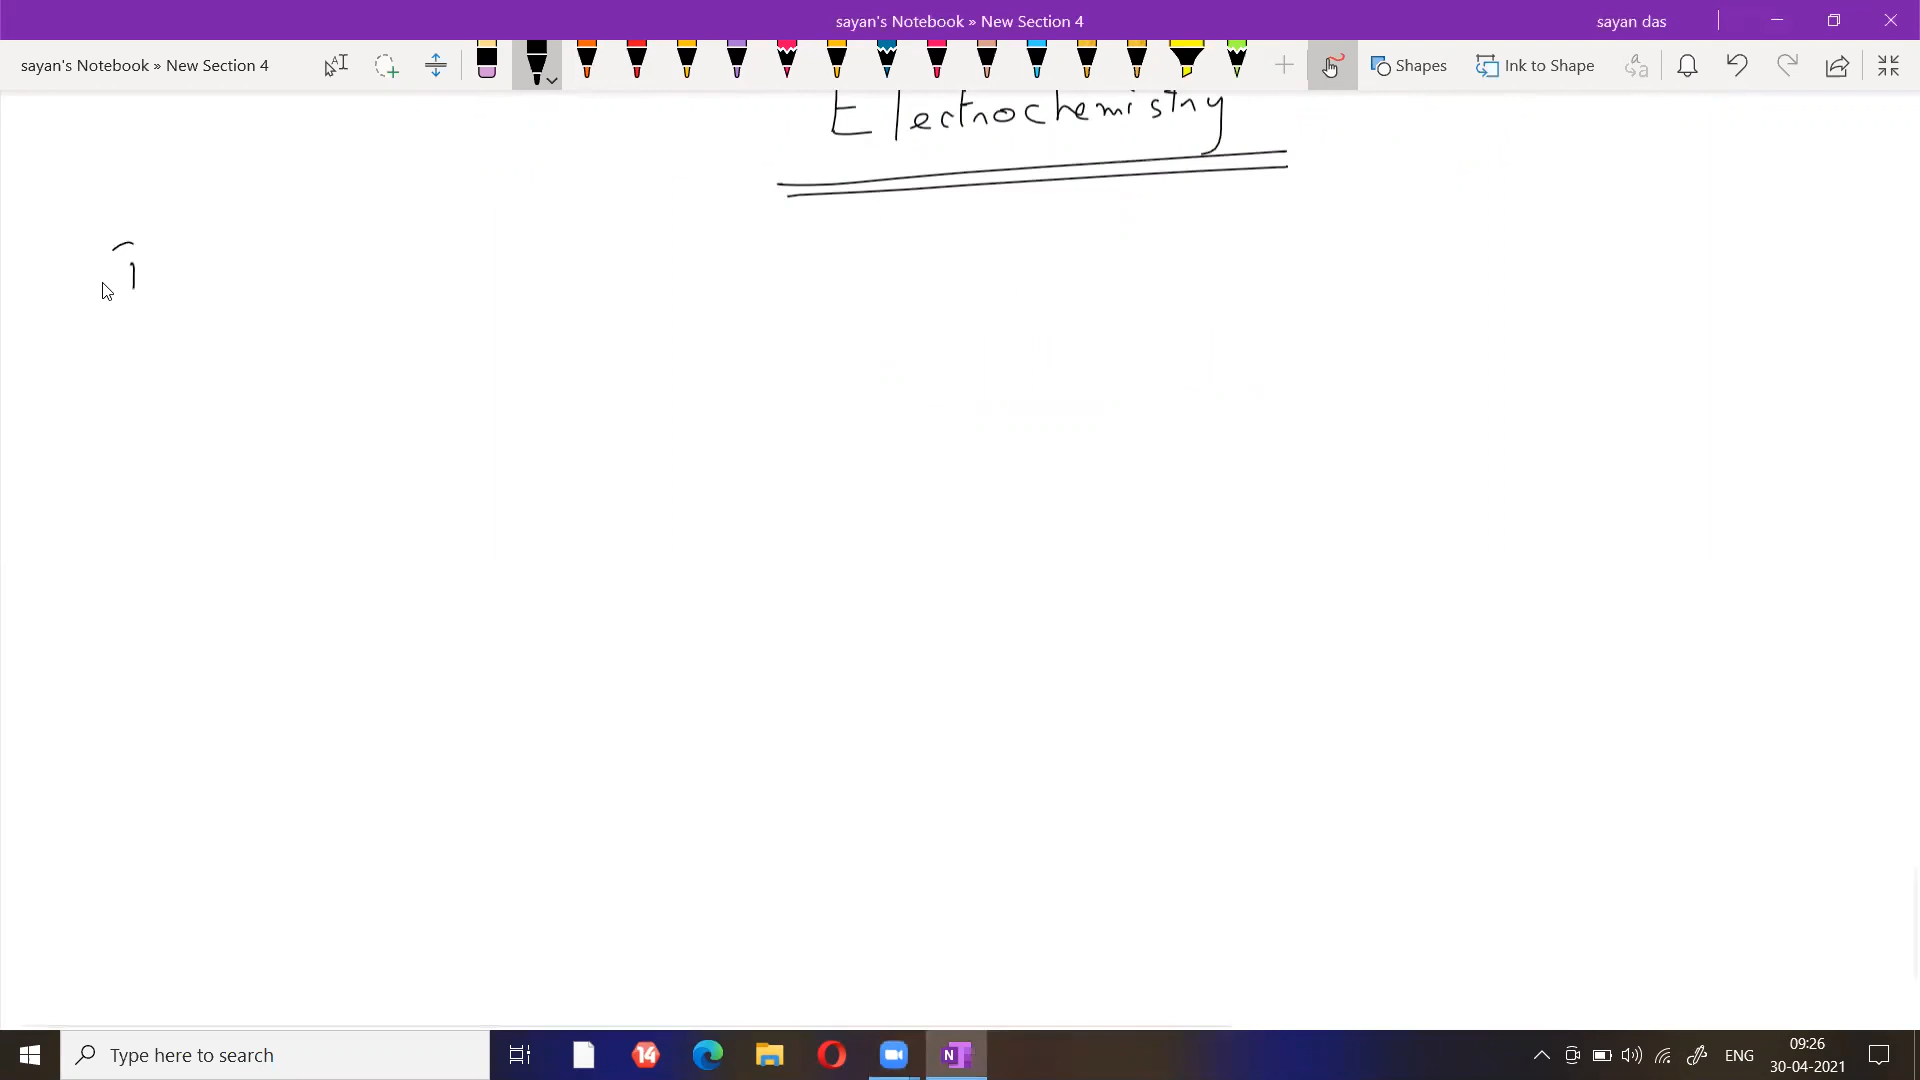 sayan's Notebook » New Section 4
sayan das
sayan's Notebook » New Section 4
Shapes
Ink to Shape
Electrochemistry
Type here to search
14
N
ENG
09:26
30-04-2021